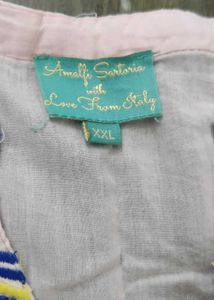 Amalfi Sartoria
with
Love From Italy
XXL